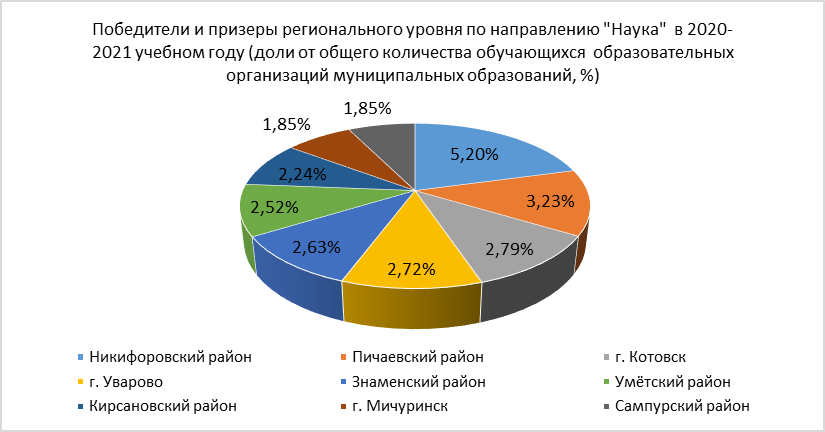 Победители и призеры регионального уровня по направлению "Наука" в 2020-
2021 учебном году (доли от общего количества обучающихся образовательных
организаций муниципальных образований, %)
1,85%
1,85%
5,20%
2,24%
3,23%
2,52%
2,63%
2,79%
2,72%
Никифоровский район
Пичаевский район
г. Котовск
г. Уварово
Знаменский район
Умётский район
Кирсановский район
г. Мичуринск
Сампурский район